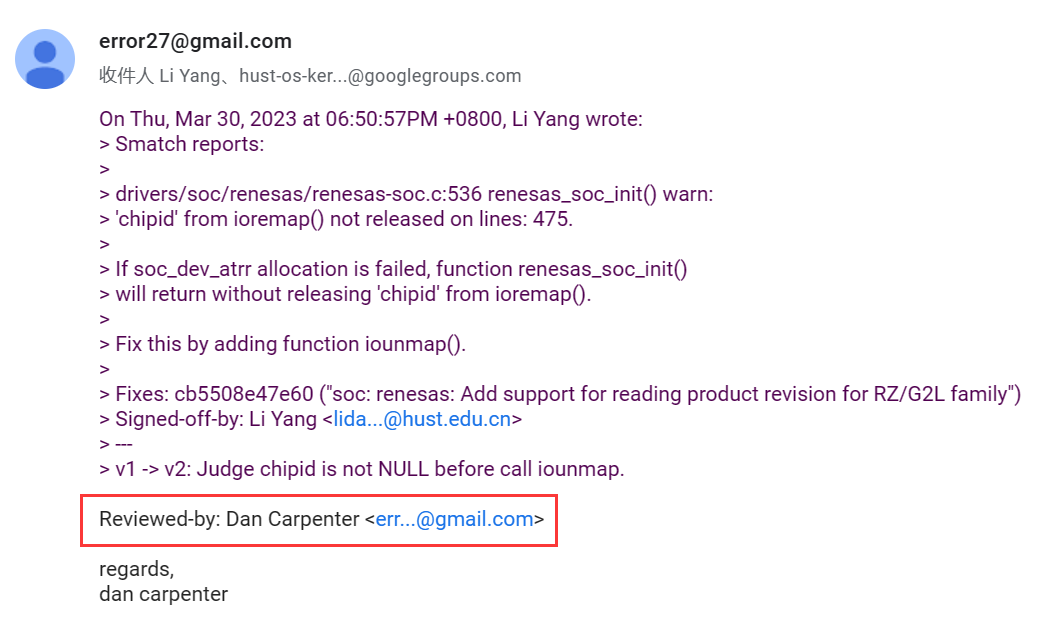 error27@gmail.com
收件人 Li Yang、hust-os-ker...@googlegroups.com
On Thu, Mar 30, 2023 at 06:50:57PM +0800, Li Yang wrote:
> Smatch reports:
>
> drivers/soc/renesas/renesas-soc.c:536 renesas_soc_init() warn:
> 'chipid' from ioremap() not released on lines: 475.
>
> If soc_dev_atrr allocation is failed, function renesas_soc_init()
> will return without releasing 'chipid' from ioremap().
>
> Fix this by adding function iounmap().
>
> Fixes: cb5508e47e60 ("soc: renesas: Add support for reading product revision for RZ/G2L family")
> Signed-off-by: Li Yang <lida...@hust.edu.cn>
> ---
> v1 -> v2: Judge chipid is not NULL before call iounmap.
Reviewed-by: Dan Carpenter <err...@gmail.com>
regards,
dan carpenter